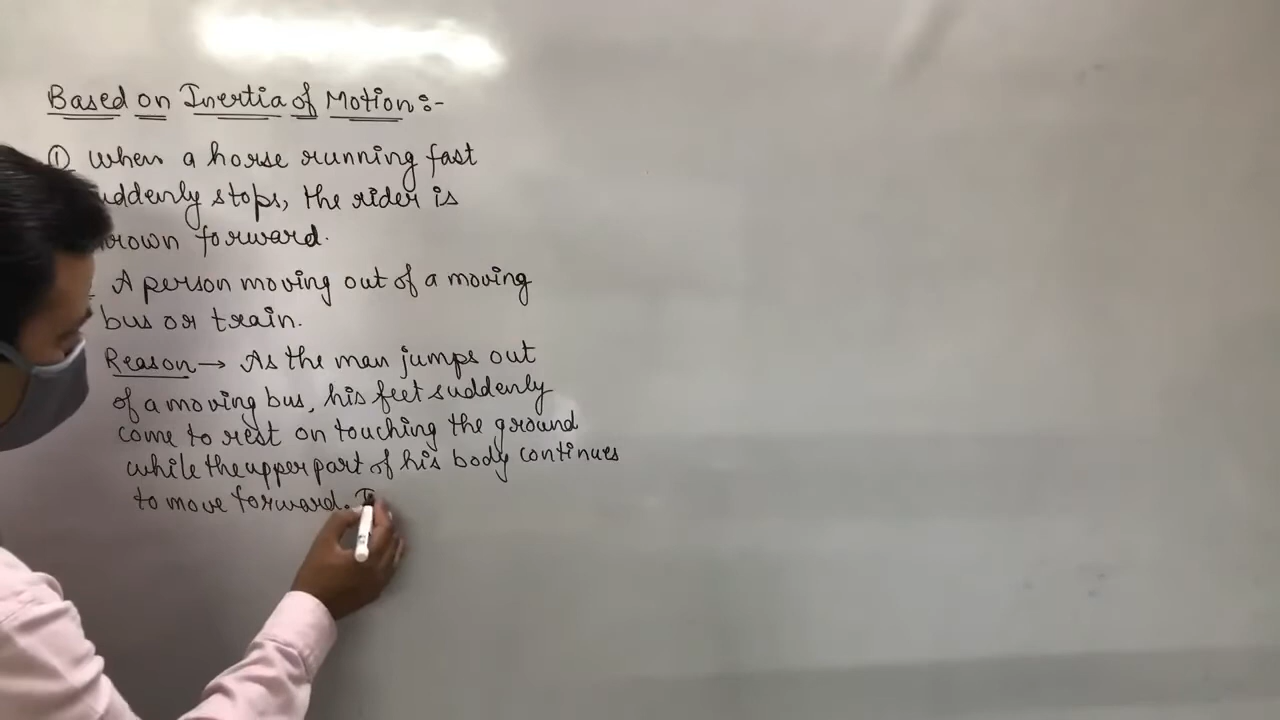 Based on Inertia of Motion:-
① When a horse running fast
uddenly stops, the rider is
rown forward.
A person moving out of a moving
bus or train.
Reason → As the man jumps out
of a moving bus, his feet suddenly
come to rest on touching the ground
while the upper part of his body continues
to move forward.